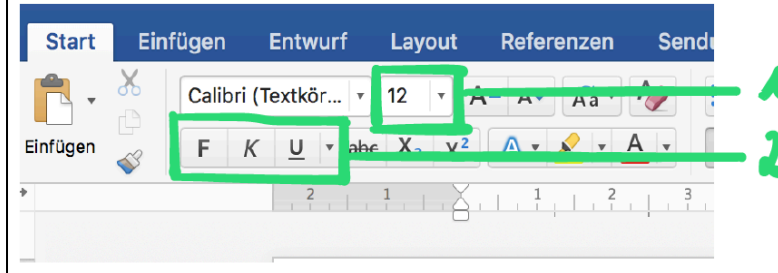 Start Einfügen Entwurf Layout Referenzen
Calibri (Textkör... 12 A A Aa 1
Einfügen F K U abc X₂ X² A A 2
2 1 1 2 3